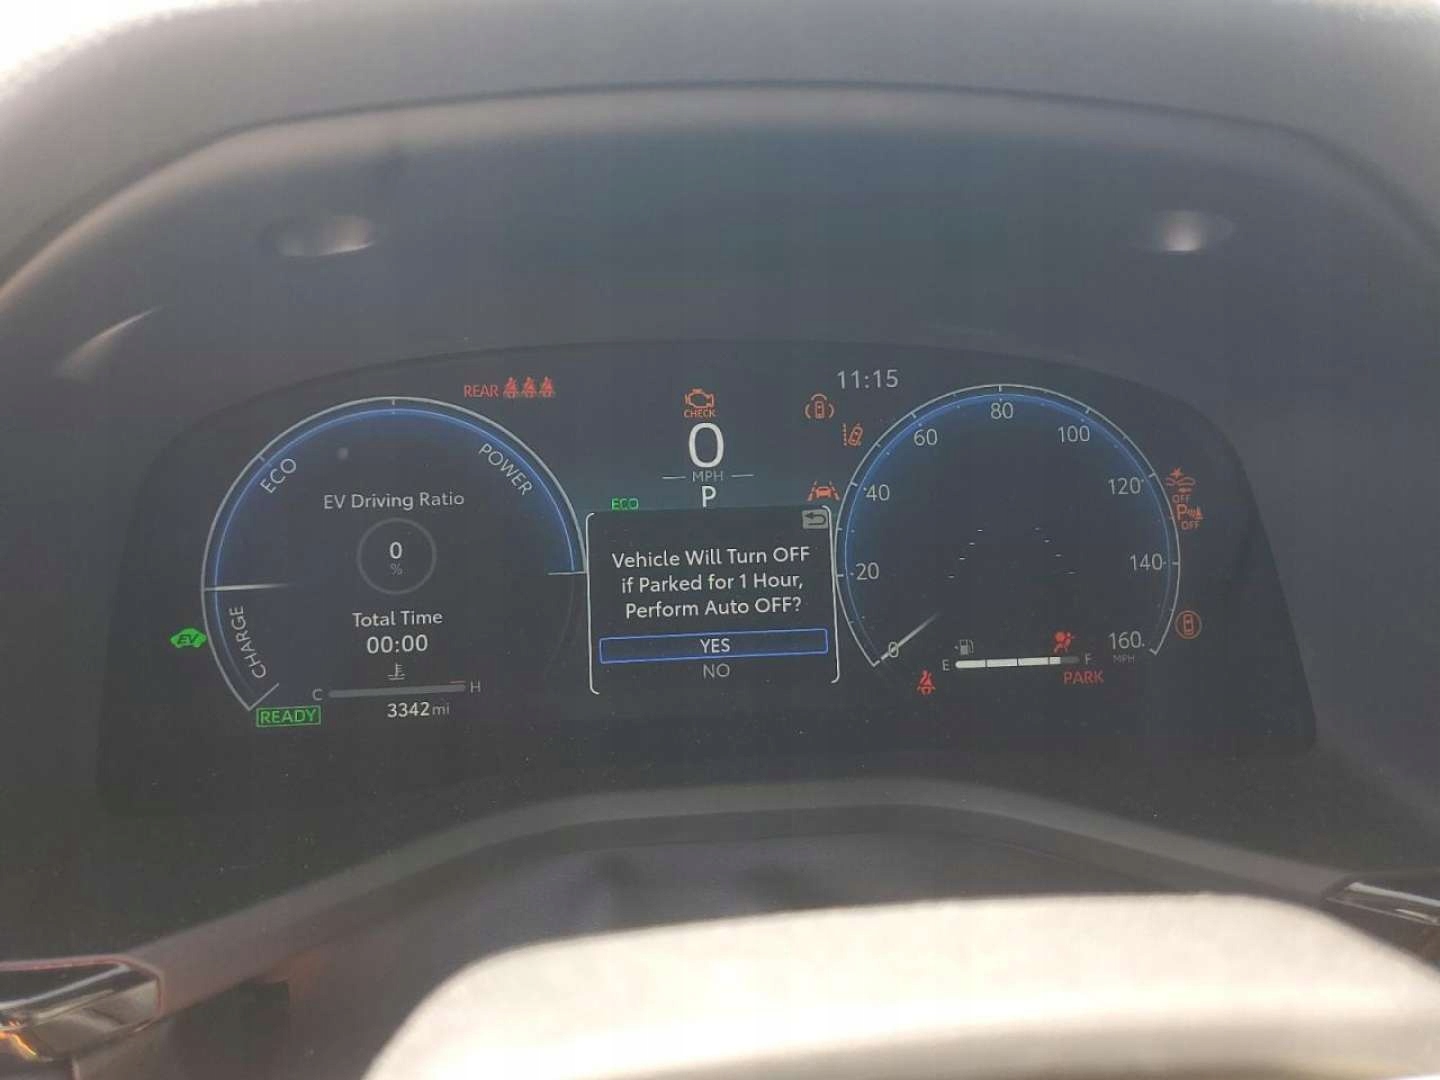 REAR
11:15
CHECK
0
MPH
P
ECO
ECO
POWER
CHARGE
EV Driving Ratio
0
%
Total Time
00:00
C
H
3342 mi
EV
READY
Vehicle Will Turn OFF
if Parked for 1 Hour,
Perform Auto OFF?
YES
NO
0
20
40
60
80
100
120
140
160
MPH
OFF
P
OFF
E
F
PARK